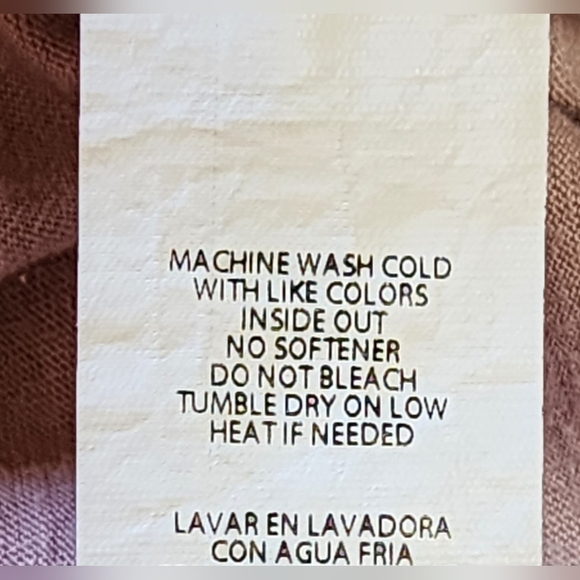 MACHINE WASH COLD
WITH LIKE COLORS
INSIDE OUT
NO SOFTENER
DO NOT BLEACH
TUMBLE DRY ON LOW
HEAT IF NEEDED
LAVAR EN LAVADORA
CON AGUA FRIA